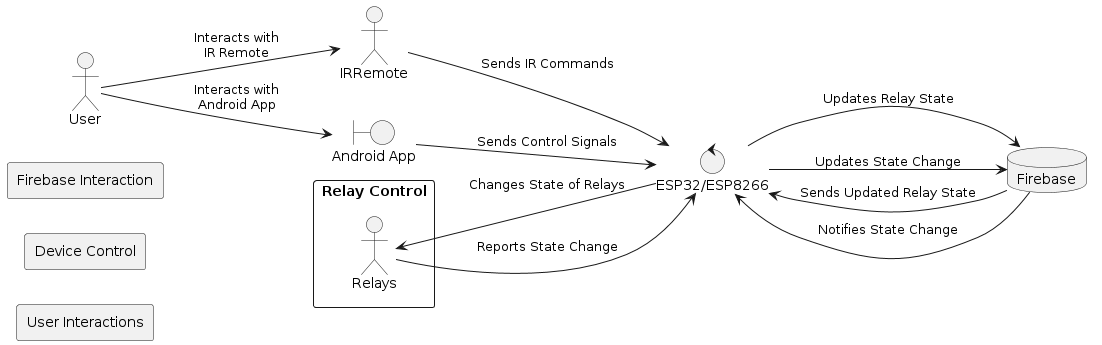 Interacts with
IR Remote
IRRemote
Sends IR Commands
User
Interacts with
Android App
Android App
Sends Control Signals
Updates Relay State
Updates State Change
Firebase
Sends Updated Relay State
Notifies State Change
ESP32/ESP8266
Firebase Interaction
Relay Control
Changes State of Relays
Device Control
Reports State Change
Relays
User Interactions